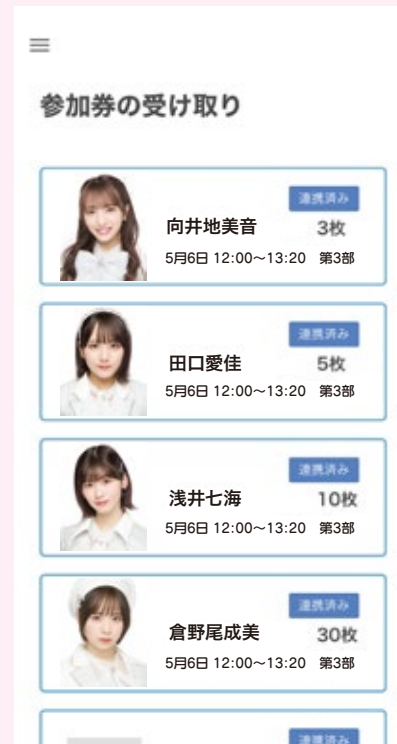 参加券の受け取り
連携済み
向井地美音 3枚
5月6日 12:00〜13:20 第3部
連携済み
田口愛佳 5枚
5月6日 12:00〜13:20 第3部
連携済み
浅井七海 10枚
5月6日 12:00〜13:20 第3部
連携済み
倉野尾成美 30枚
5月6日 12:00〜13:20 第3部
連携済み